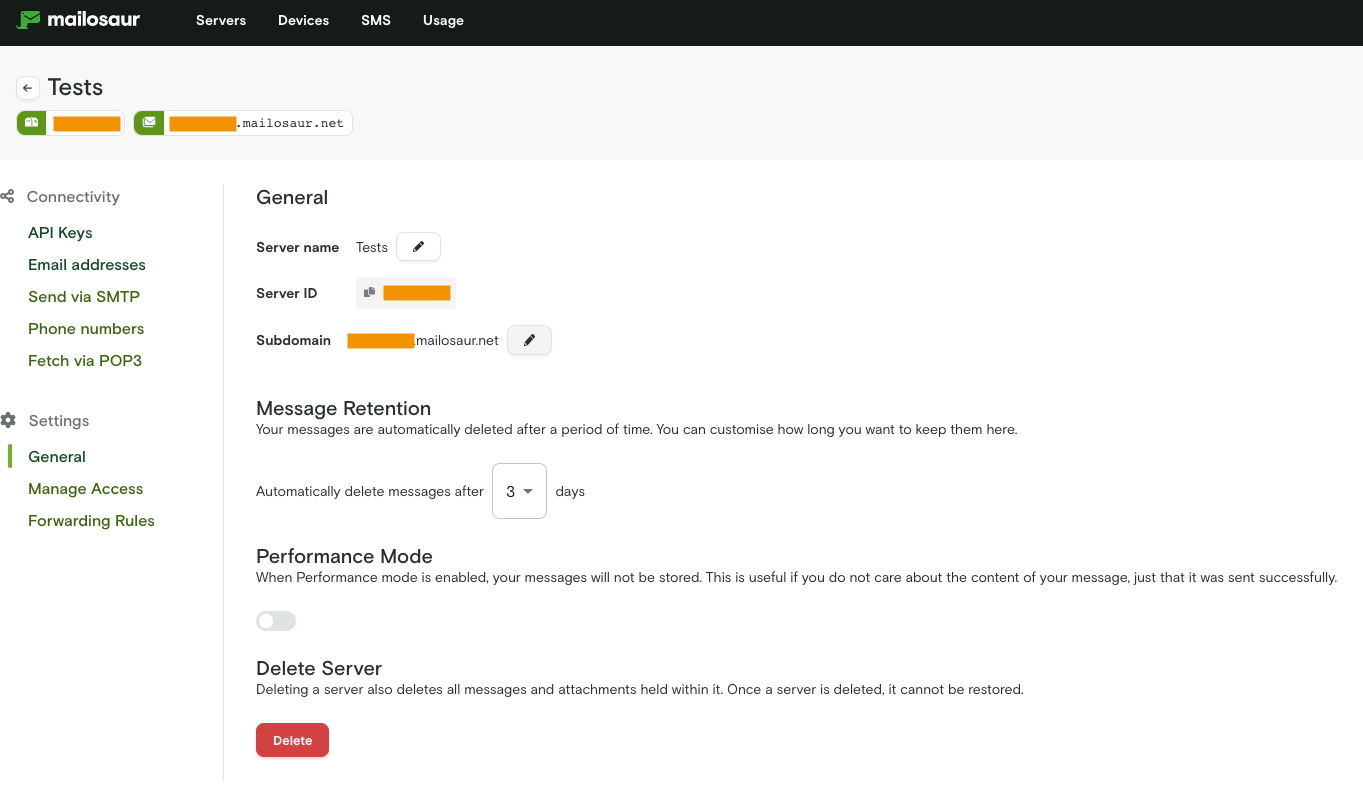 mailosaur Servers Devices SMS Usage
Tests
.mailosaur.net
Connectivity
API Keys
Email addresses
Send via SMTP
Phone numbers
Fetch via POP3
Settings
General
Manage Access
Forwarding Rules
General
Server name Tests
Server ID
Subdomain .mailosaur.net
Message Retention
Your messages are automatically deleted after a period of time. You can customise how long you want to keep them here.
Automatically delete messages after 3 days
Performance Mode
When Performance mode is enabled, your messages will not be stored. This is useful if you do not care about the content of your message, just that it was sent successfully.
Delete Server
Deleting a server also deletes all messages and attachments held within it. Once a server is deleted, it cannot be restored.
Delete